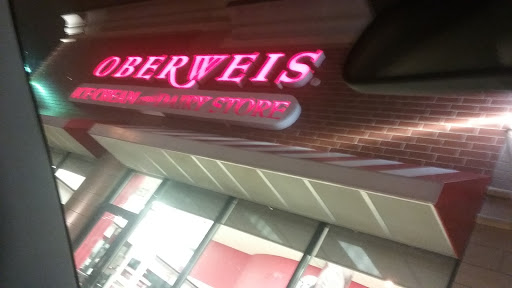 OBERWEIS
ICE CREAM AND DAIRY STORE